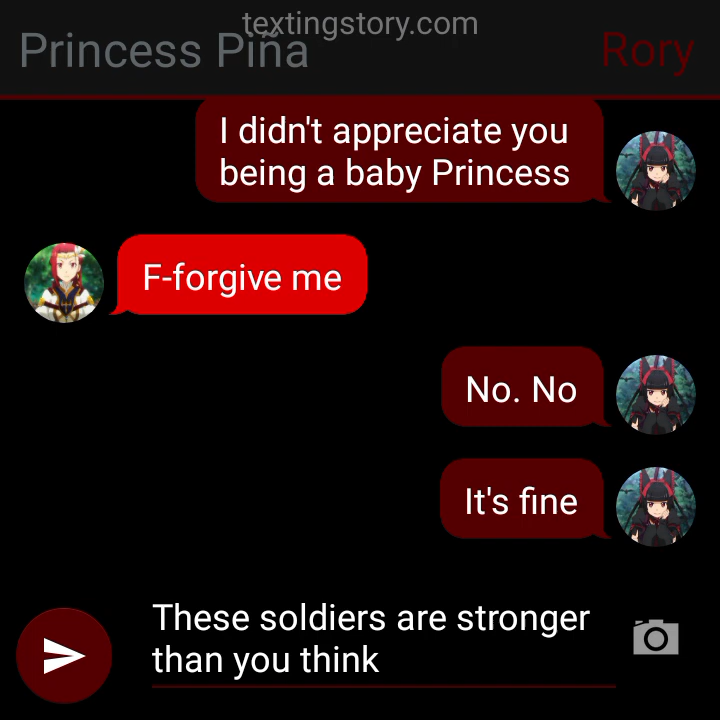 textingstory.com
Princess Piña
Rory
I didn't appreciate you
being a baby Princess
F-forgive me
No. No
It's fine
These soldiers are stronger
than you think